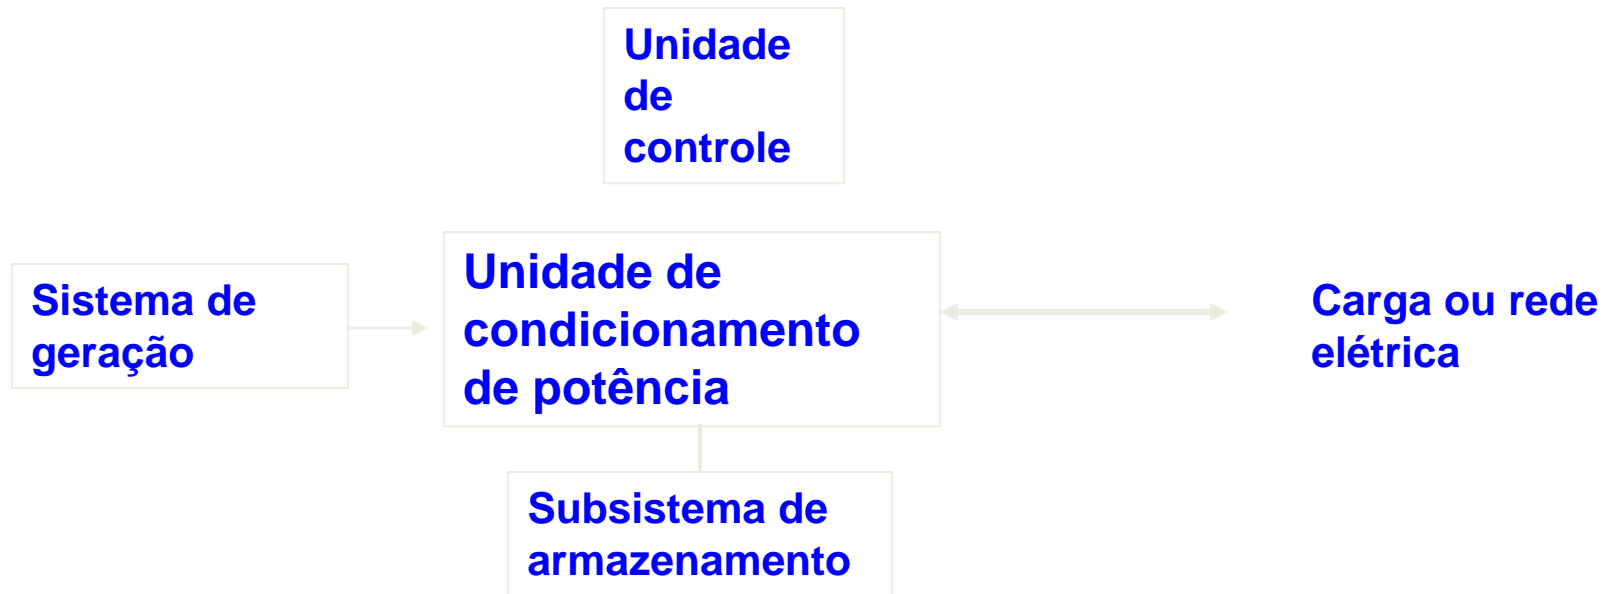 Unidade
de
controle
Sistema de
geração
Unidade de
condicionamento
de potência
Carga ou rede
elétrica
Subsistema de
armazenamento